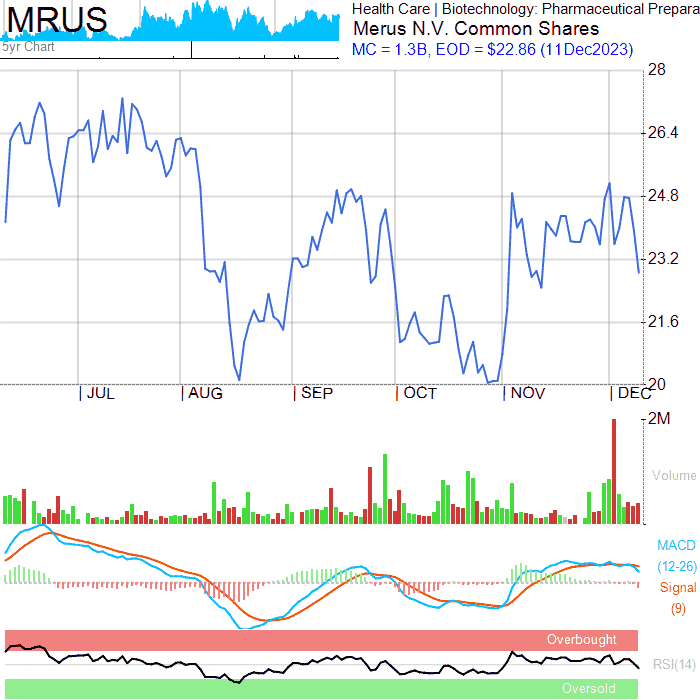 MRUS
5yr Chart
Health Care | Biotechnology: Pharmaceutical Prepara
Merus N.V. Common Shares
MC = 1.3B, EOD = $22.86 (11Dec2023)
28
26.4
24.8
23.2
21.6
20
JUL
AUG
SEP
OCT
NOV
DEC
2M
Volume
MACD
(12-26)
Signal
(9)
Overbought
RSI(14)
Oversold